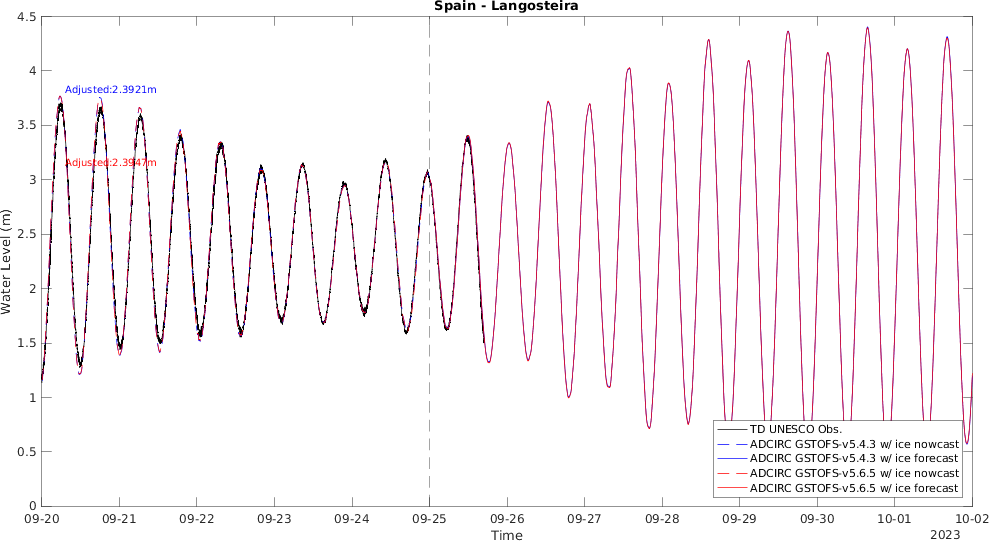 Spain - Langosteira
4.5
4
3.5
3
2.5
2
1.5
1
0.5
0
Water Level (m)
Adjusted:2.3921m
Adjusted:2.3947m
TD UNESCO Obs.
ADCIRC GSTOFS-v5.4.3 w/ ice nowcast
ADCIRC GSTOFS-v5.4.3 w/ ice forecast
ADCIRC GSTOFS-v5.6.5 w/ ice nowcast
ADCIRC GSTOFS-v5.6.5 w/ ice forecast
09-20 09-21 09-22 09-23 09-24 09-25 09-26 09-27 09-28 09-29 09-30 10-01 10-02
Time
2023